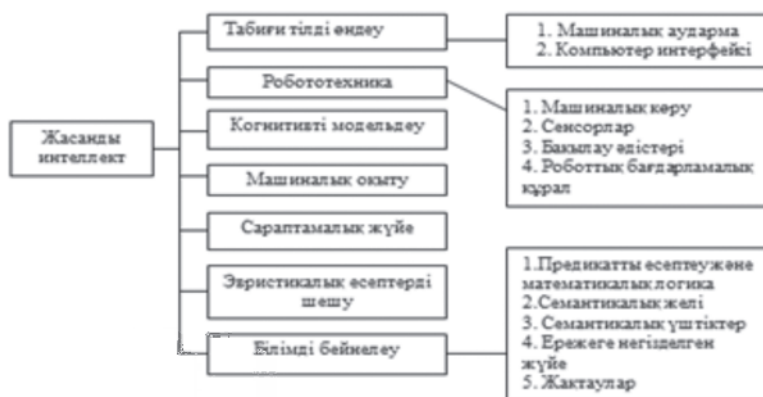 Жасанды
интеллект
Табиғи тілді өңдеу
Робототехника
Когнитивті модельдеу
Машиналық оқыту
Сараптамалық жүйе
Эвристикалық есептерді
шешу
Білімді бейнелеу
1. Машиналық аударма
2. Компьютер интерфейсі
1. Машиналық көру
2. Сенсорлар
3. Бақылау әдістері
4. Роботтық бағдарламалық
құрал
1.Предикатты есептеу және
математикалық логика
2.Семантикалық желі
3. Семантикалық үштіктер
4. Ережеге негізделген
жүйе
5. Жақтаулар